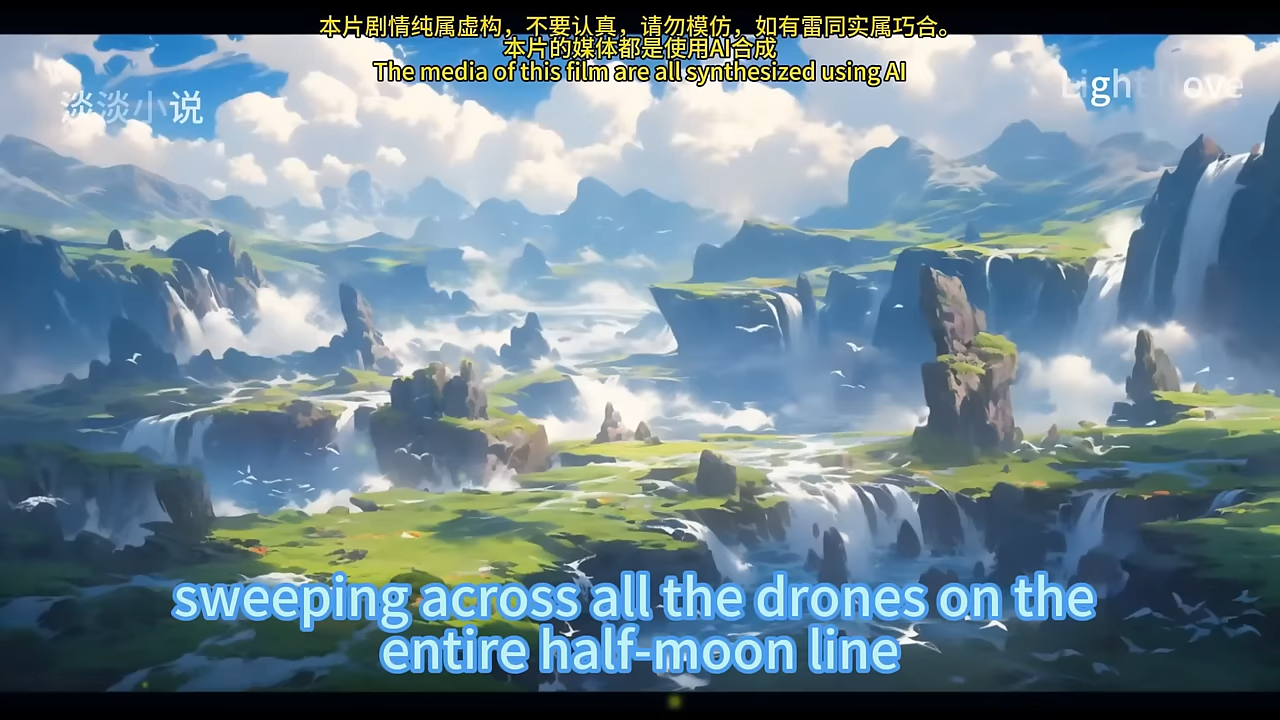 本片剧情纯属虚构，不要认真，请勿模仿，如有雷同实属巧合。
本片的媒体都是使用AI合成
The media of this film are all synthesized using AI
淡淡小说
Light ove
sweeping across all the drones on the
entire half-moon line